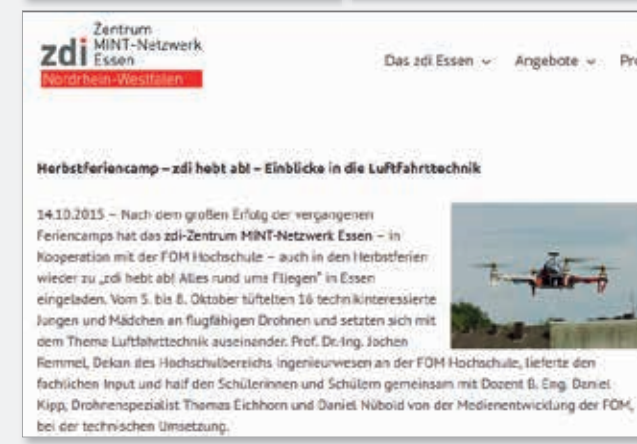 Zentrum
zdi MINT-Netzwerk
Essen
Nordrhein-Westfalen
Das zdi Essen Angebote
Herbstferiencamp – zdi hebt ab! – Einblicke in die Luftfahrttechnik
14.10.2015 – Nach dem großen Erfolg der vergangenen
Feriencamps hat das zdi-Zentrum MINT-Netzwerk Essen – in
Kooperation mit der FOM Hochschule – auch in den Herbstferien
wieder zu „zdi hebt ab! Alles rund ums Fliegen" in Essen
eingeladen. Vom 5. bis 8. Oktober tüftelten 16 technikinteressierte
Jungen und Mädchen an flugfähigen Drohnen und setzten sich mit
dem Thema Luftfahrttechnik auseinander. Prof. Dr.-Ing. Jochen
Remmel, Dekan des Hochschulbereichs Ingenieurwesen an der FOM Hochschule, lieferte den
fachlichen Input und half den Schülerinnen und Schülern gemeinsam mit Dozent B. Eng. Daniel
Kipp, Drohnenspezialist Thomas Eichhorn und Daniel Nübold von der Medienentwicklung der FOM,
bei der technischen Umsetzung.